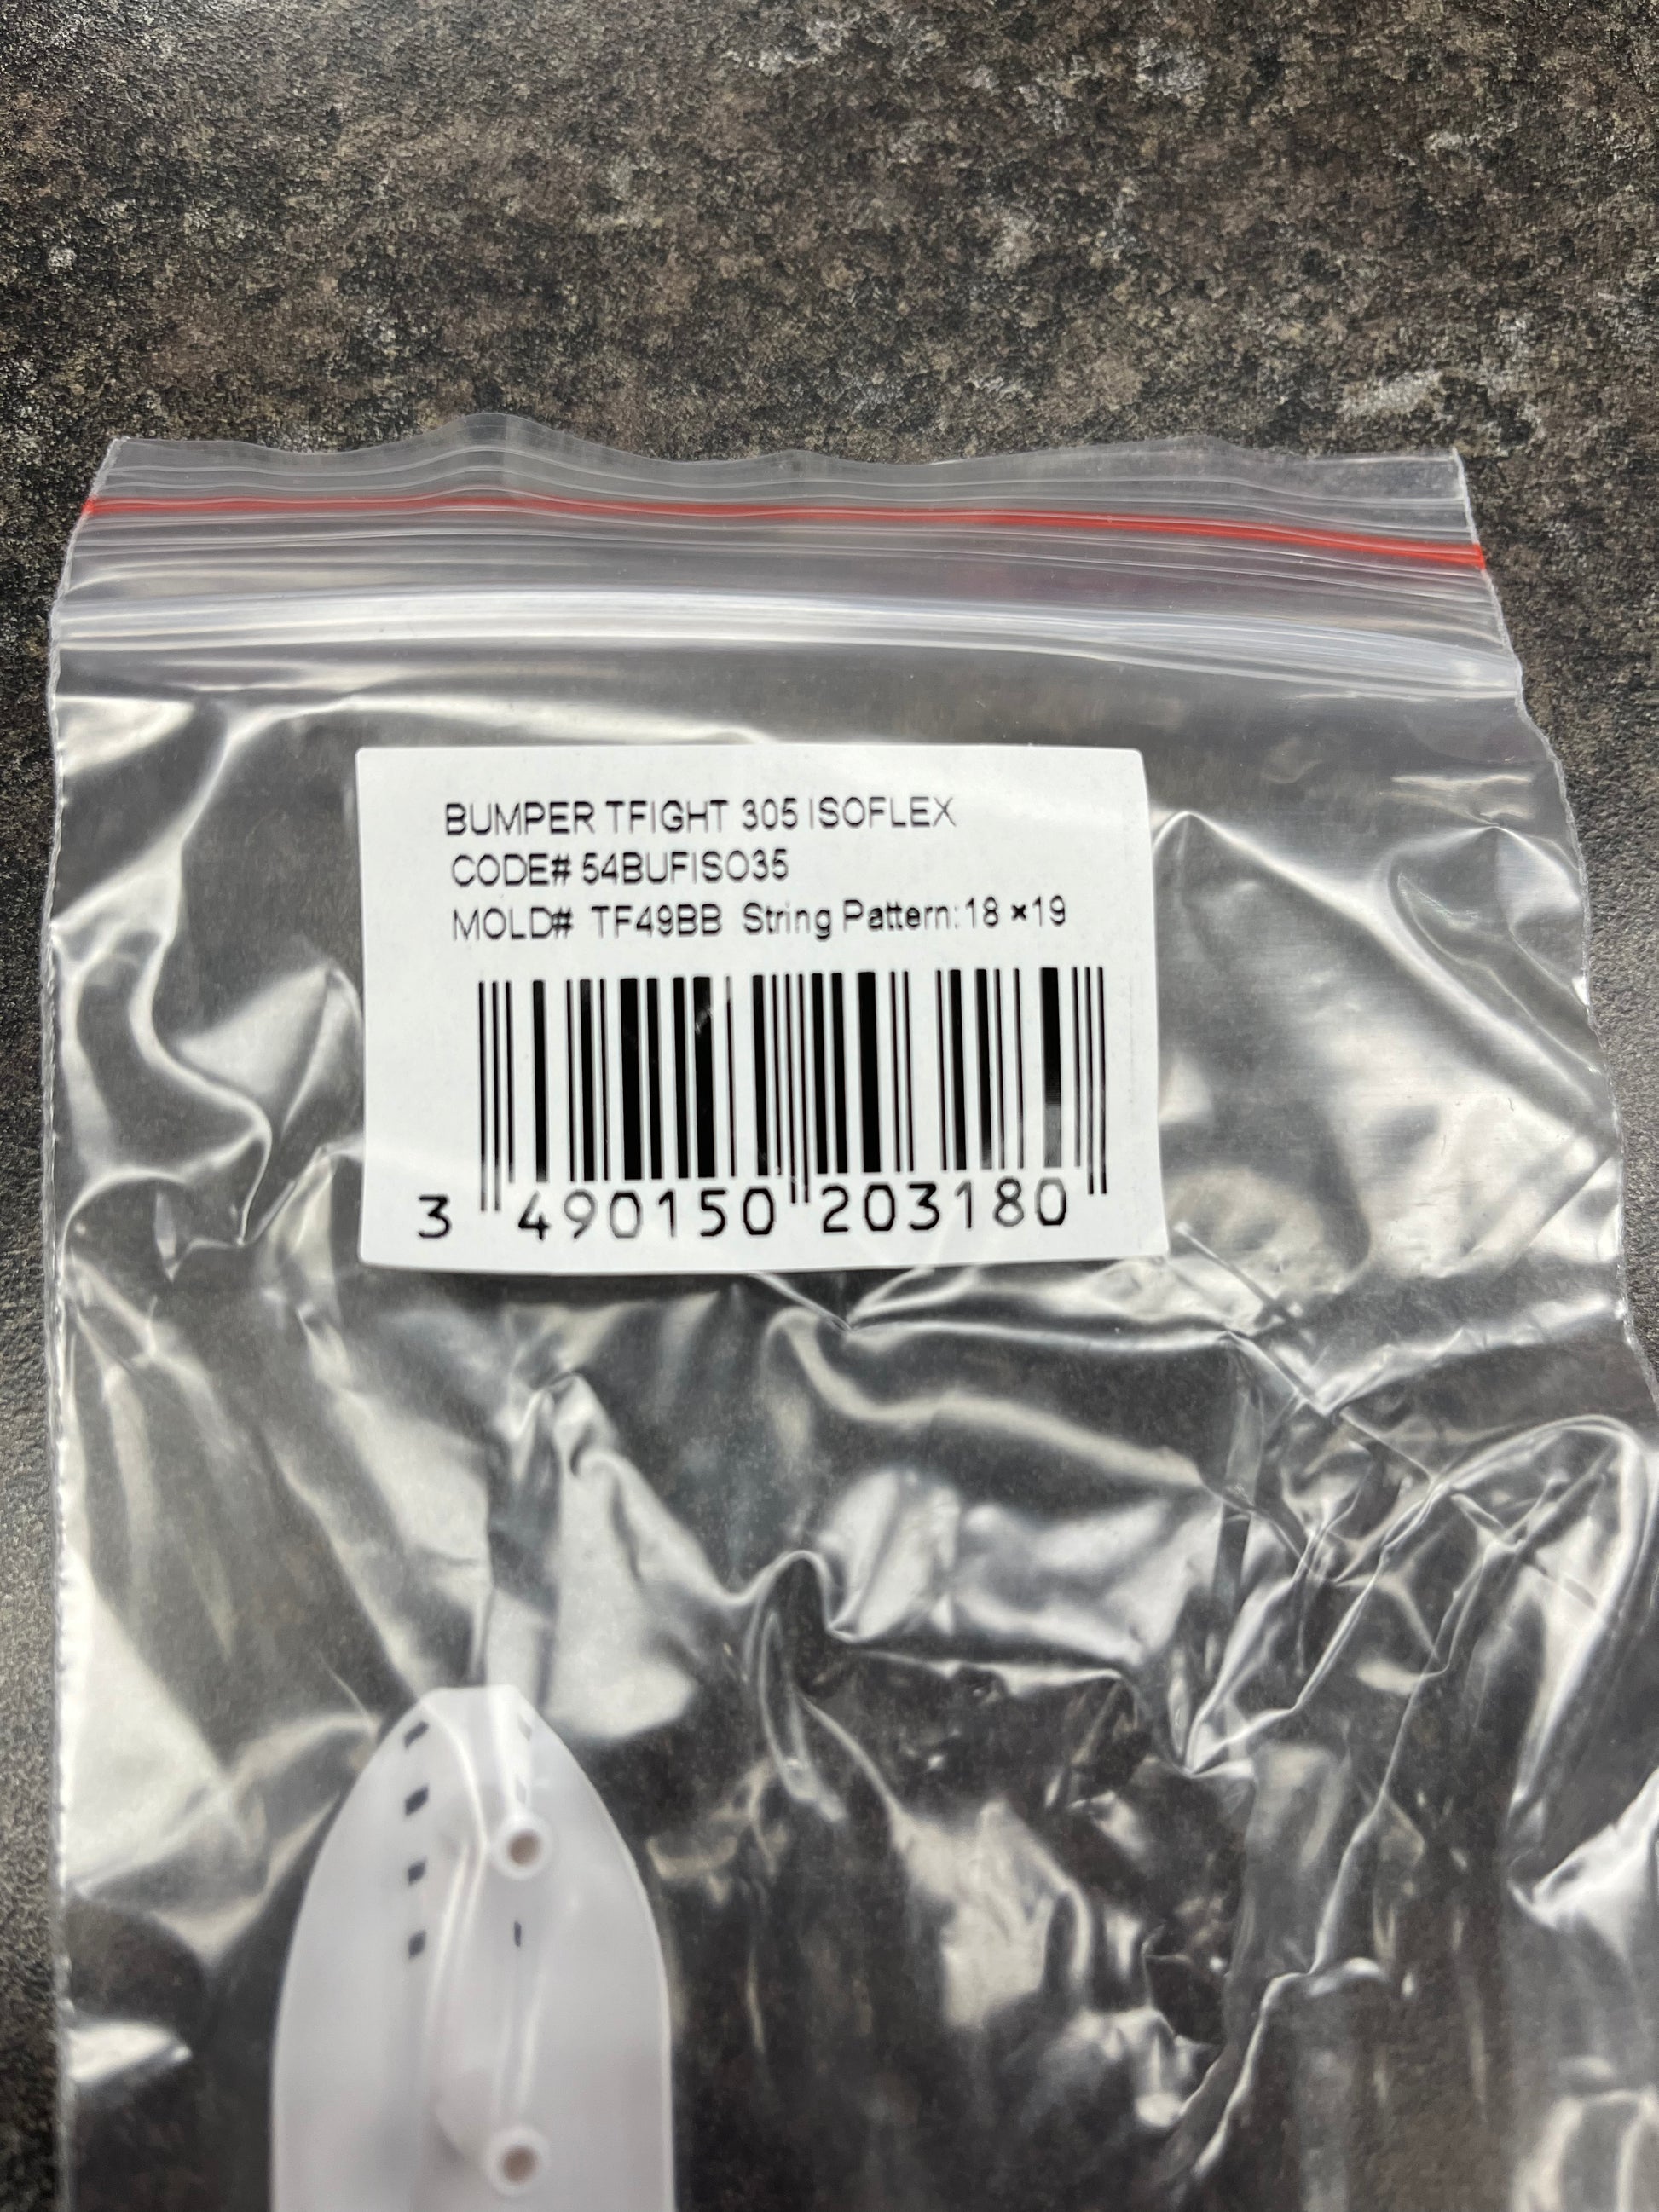 BUMPER TFIGHT 305 ISOFLEX
CODE# 54BUFISO35
MOLD# TF49BB String Pattern:18 ×19
3 490150 203180